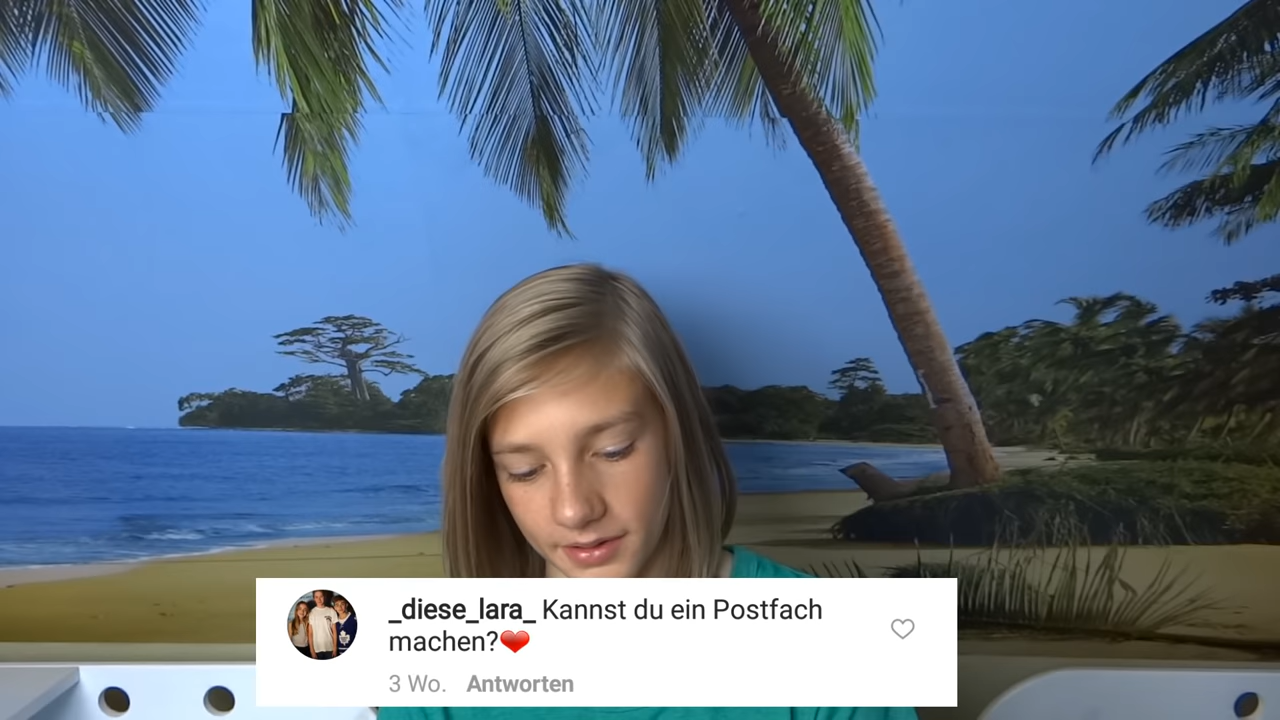 _diese_lara_ Kannst du ein Postfach
machen?❤️
3 Wo. Antworten